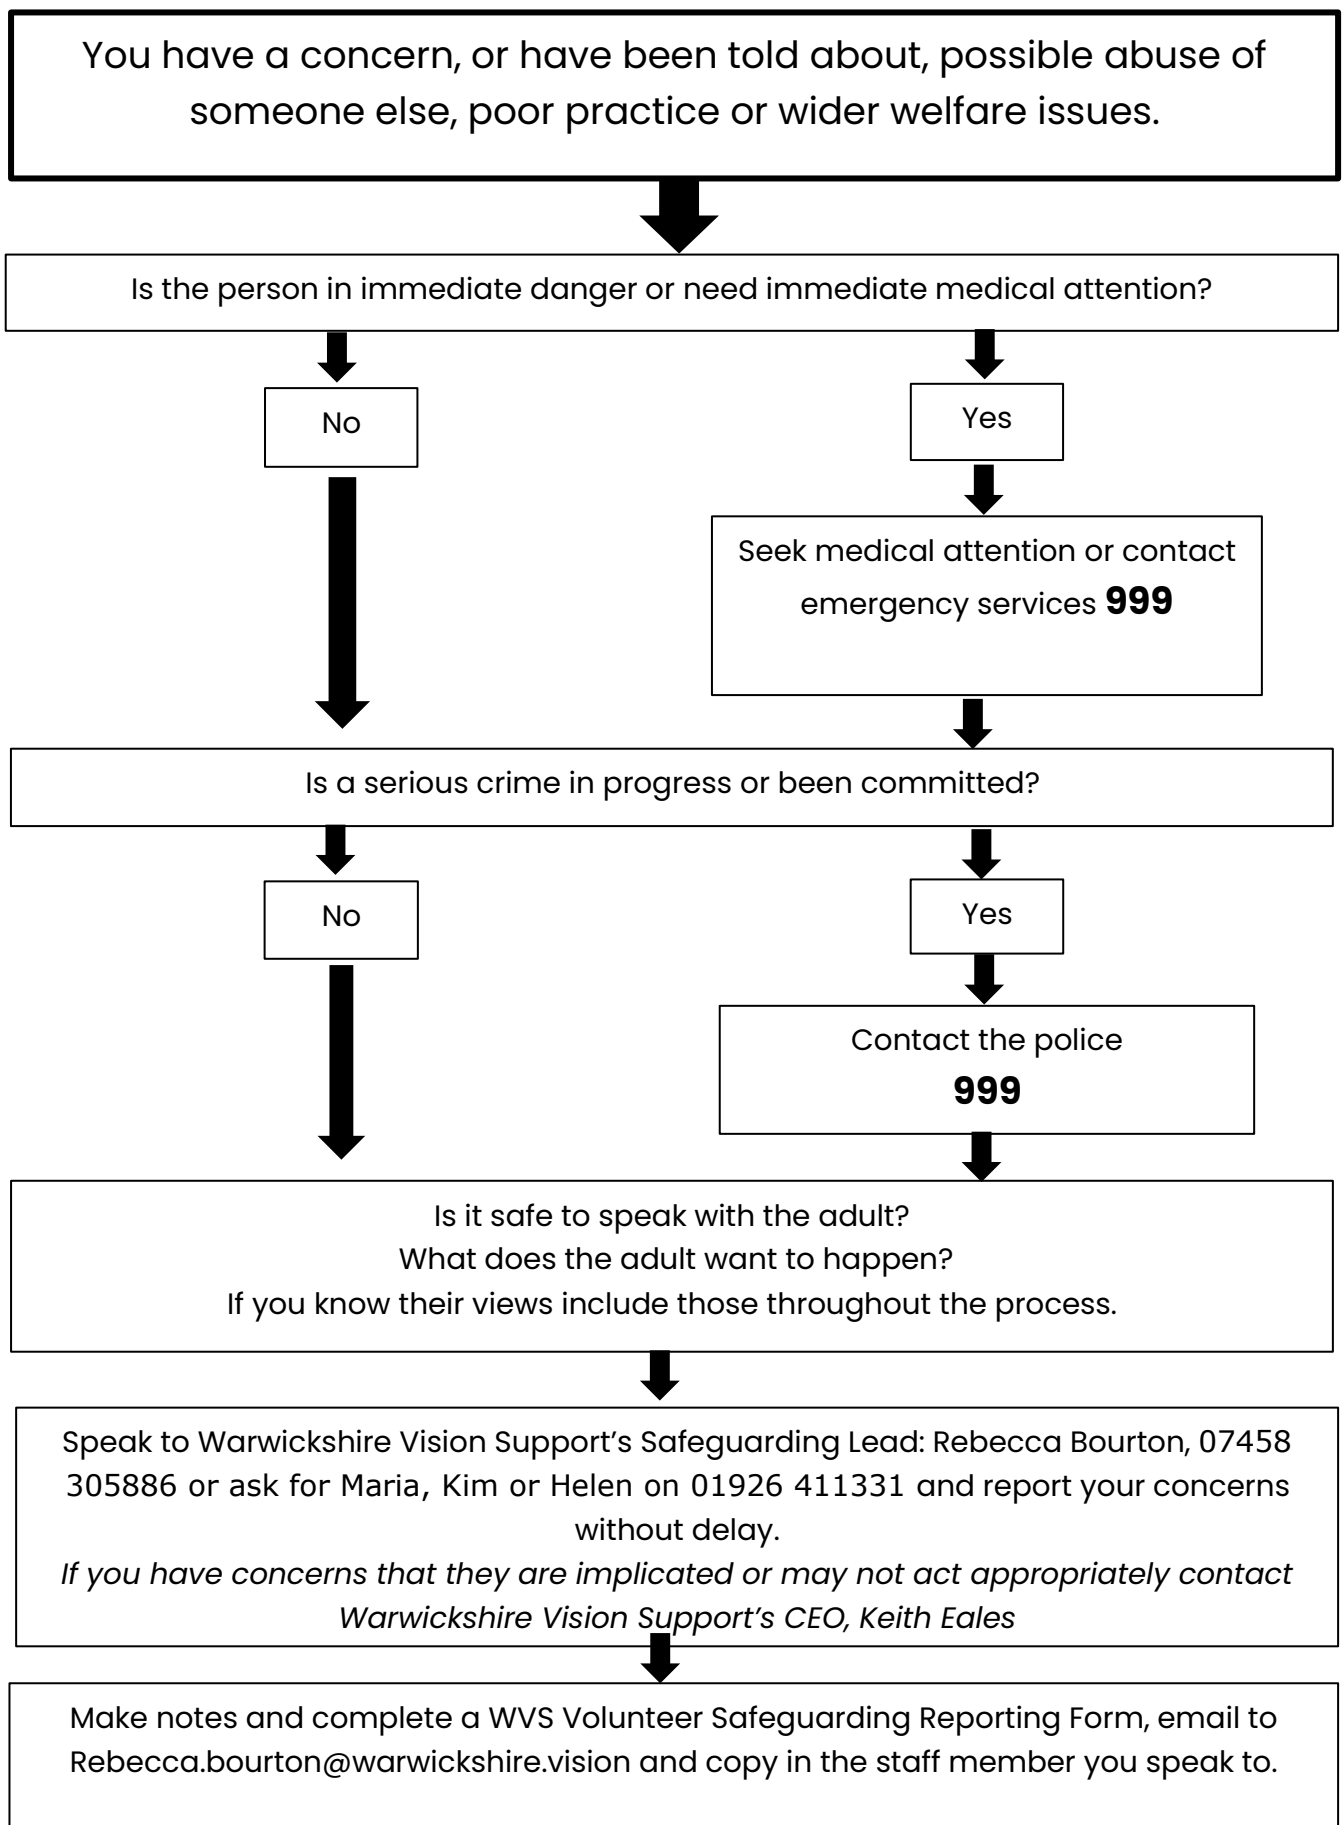 You have a concern, or have been told about, possible abuse of
someone else, poor practice or wider welfare issues.
Is the person in immediate danger or need immediate medical attention?
No
Yes
Seek medical attention or contact
emergency services 999
Is a serious crime in progress or been committed?
No
Yes
Contact the police
999
Is it safe to speak with the adult?
What does the adult want to happen?
If you know their views include those throughout the process.
Speak to Warwickshire Vision Support’s Safeguarding Lead: Rebecca Bourton, 07458
305886 or ask for Maria, Kim or Helen on 01926 411331 and report your concerns
without delay.
If you have concerns that they are implicated or may not act appropriately contact
Warwickshire Vision Support’s CEO, Keith Eales
Make notes and complete a WVS Volunteer Safeguarding Reporting Form, email to
Rebecca.bourton@warwickshire.vision and copy in the staff member you speak to.